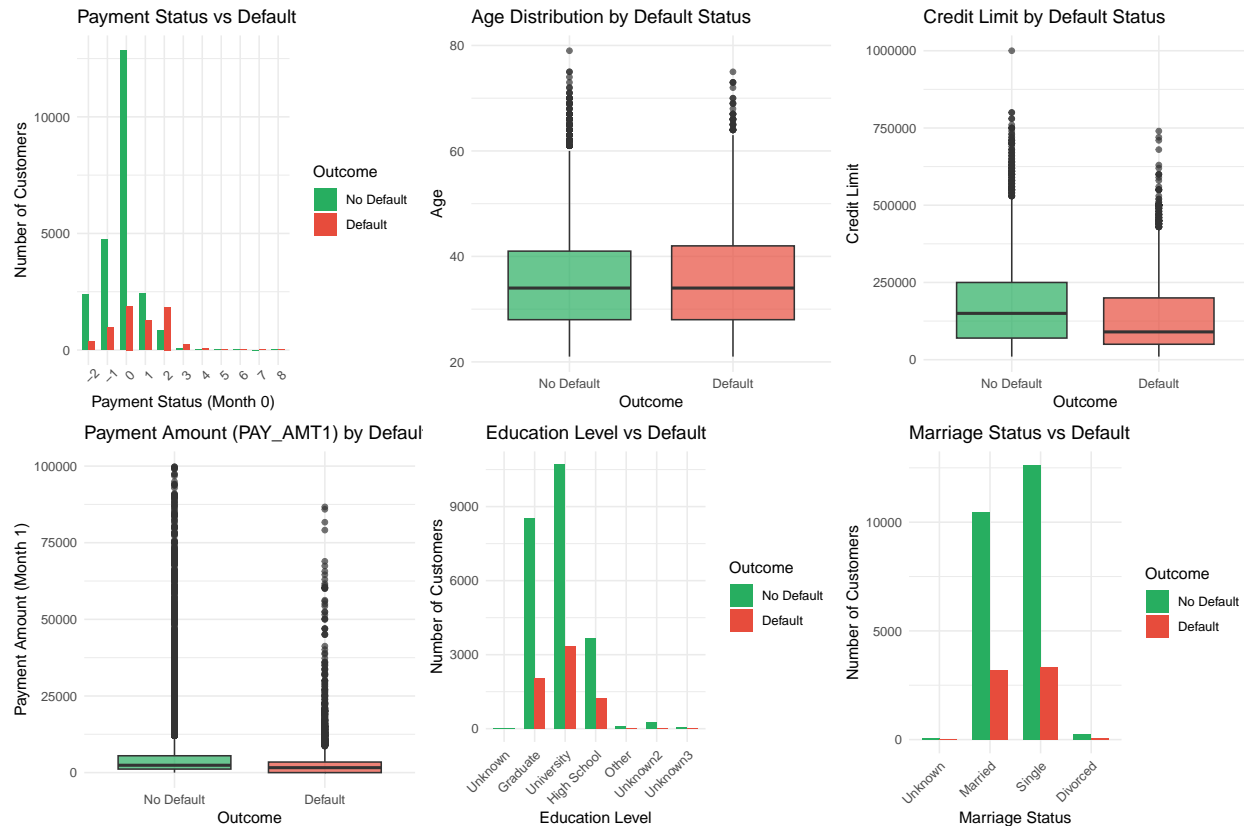 Payment Status vs Default
Number of Customers
10000
5000
0
−2
−1
0
1
2
3
4
5
6
7
8
Payment Status (Month 0)
Outcome
No Default
Default
Age Distribution by Default Status
Age
80
60
40
20
No Default
Default
Outcome
Credit Limit by Default Status
Credit Limit
1000000
750000
500000
250000
0
No Default
Default
Outcome
Payment Amount (PAY_AMT1) by Default
Payment Amount (Month 1)
100000
75000
50000
25000
0
No Default
Default
Outcome
Education Level vs Default
Number of Customers
9000
6000
3000
0
Unknown
Graduate
University
High School
Other
Unknown2
Unknown3
Education Level
Outcome
No Default
Default
Marriage Status vs Default
Number of Customers
10000
5000
0
Unknown
Married
Single
Divorced
Marriage Status
Outcome
No Default
Default